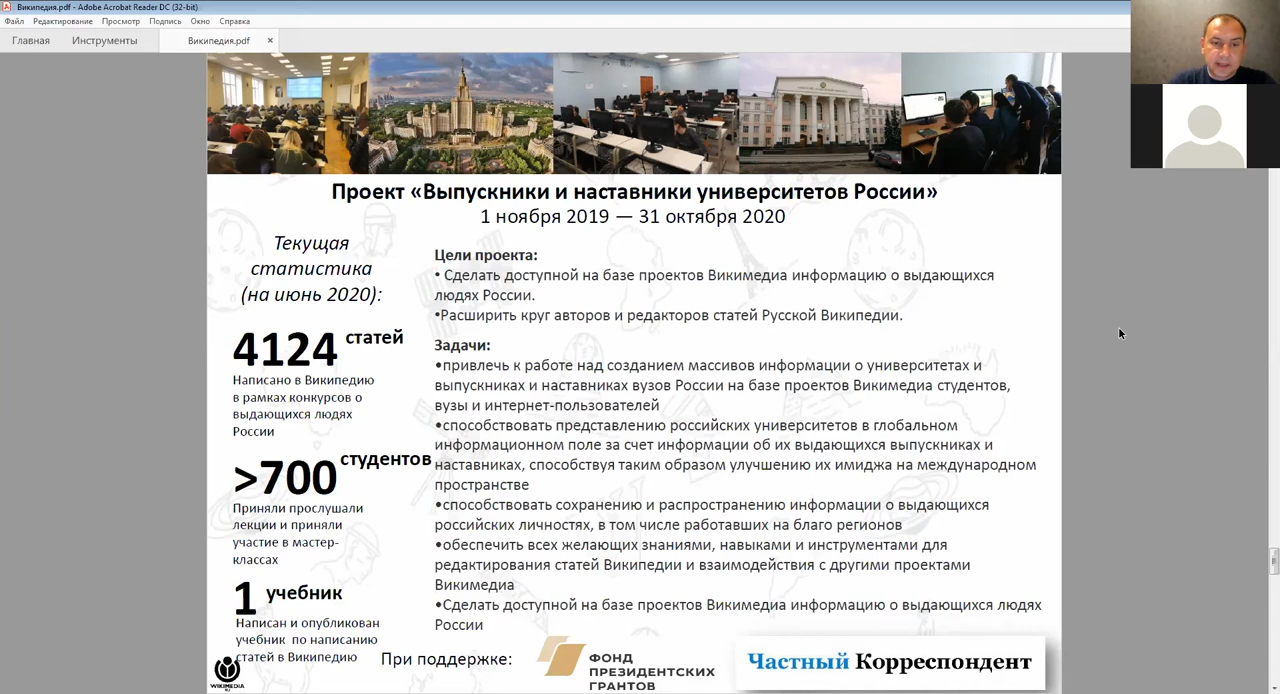 Википедия.pdf - Adobe Acrobat Reader DC (32-bit)
Файл Редактирование Просмотр Подпись Окно Справка
Главная Инструменты Википедия.pdf ×
Проект «Выпускники и наставники университетов России»
1 ноября 2019 — 31 октября 2020
Текущая
статистика
(на июнь 2020):
4124 статей
Написано в Википедию
в рамках конкурсов о
выдающихся людях
России
>700 студентов
Приняли прослушали
лекции и приняли
участие в мастер-
классах
1 учебник
Написан и опубликован
учебник по написанию
статей в Википедию
Цели проекта:
• Сделать доступной на базе проектов Викимедиа информацию о выдающихся
людях России.
•Расширить круг авторов и редакторов статей Русской Википедии.
Задачи:
•привлечь к работе над созданием массивов информации о университетах и
выпускниках и наставниках вузов России на базе проектов Викимедиа студентов,
вузы и интернет-пользователей
•способствовать представлению российских университетов в глобальном
информационном поле за счет информации об их выдающихся выпускниках и
наставниках, способствуя таким образом улучшению их имиджа на международном
пространстве
•способствовать сохранению и распространению информации о выдающихся
российских личностях, в том числе работавших на благо регионов
•обеспечить всех желающих знаниями, навыками и инструментами для
редактирования статей Википедии и взаимодействия с другими проектами
Викимедиа
•Сделать доступной на базе проектов Викимедиа информацию о выдающихся людях
России
WIKIMEDIA
RU
При поддержке:
ФОНД
ПРЕЗИДЕНТСКИХ
ГРАНТОВ
Частный Корреспондент